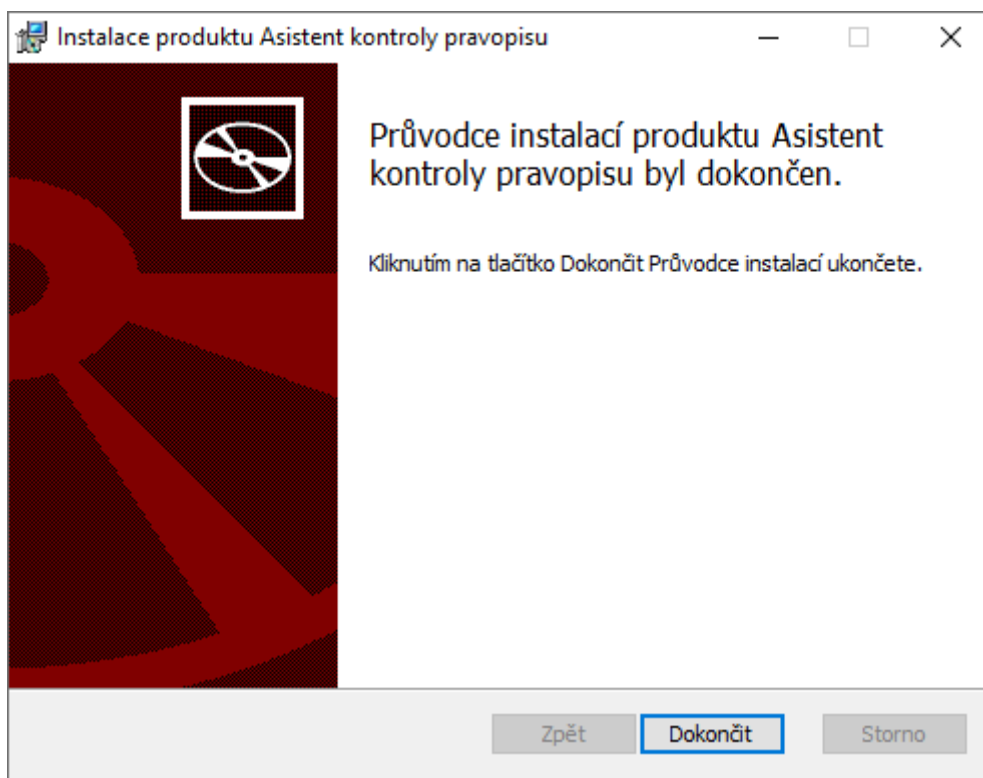 Instalace produktu Asistent kontroly pravopisu
Průvodce instalací produktu Asistent
kontroly pravopisu byl dokončen.
Kliknutím na tlačítko Dokončit Průvodce instalací ukončete.
Zpět
Dokončit
Storno